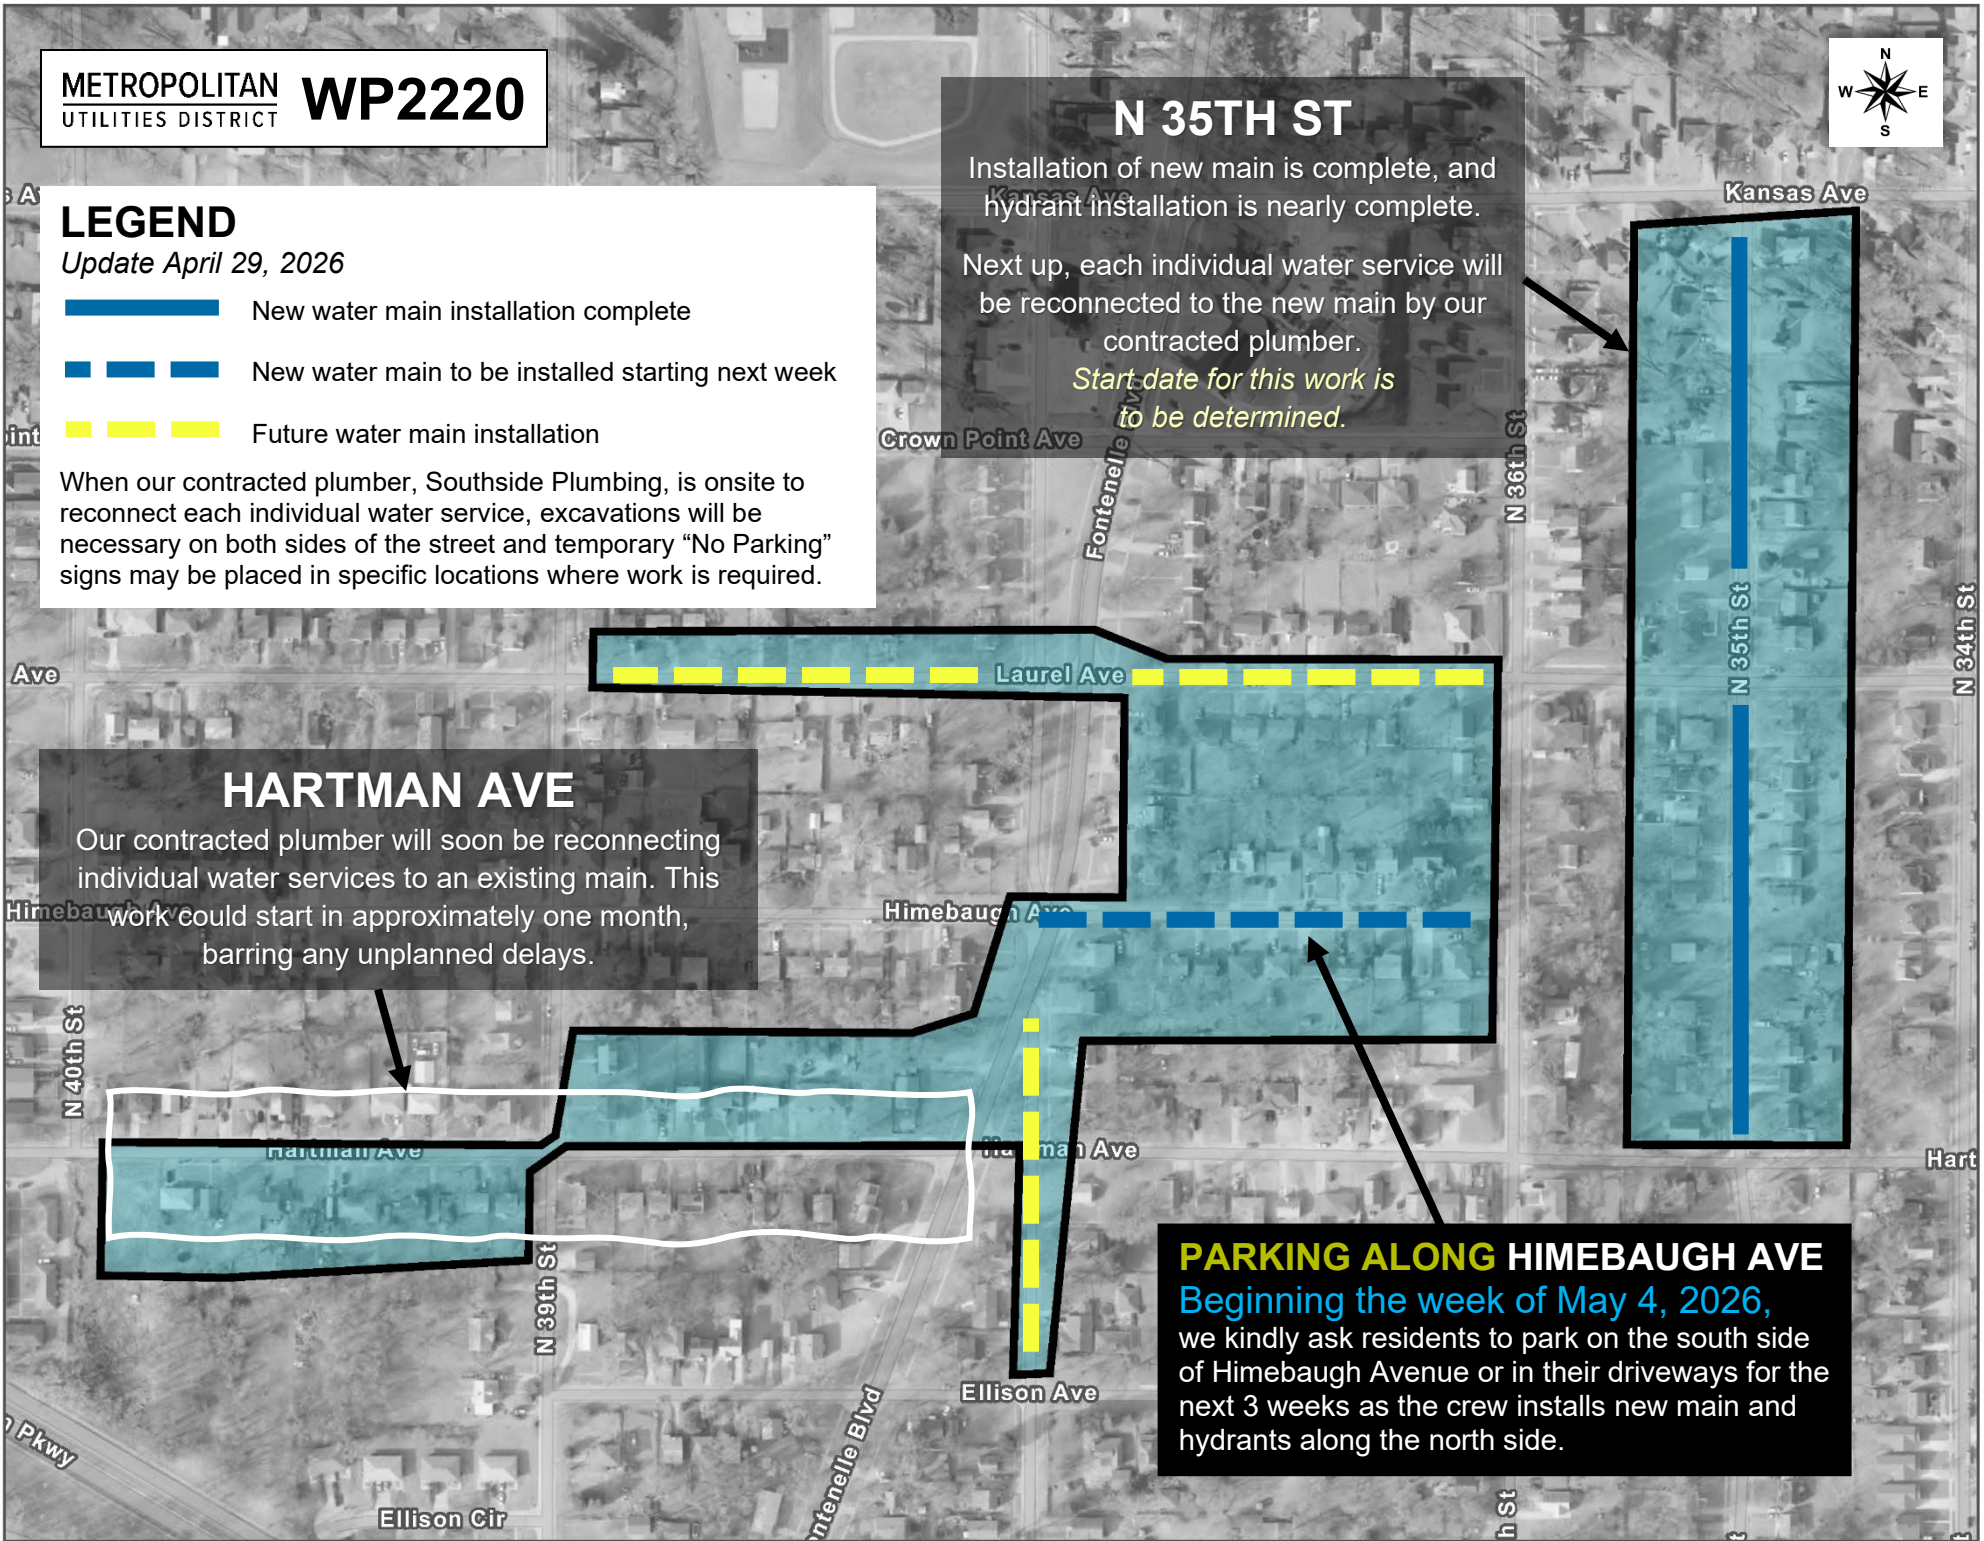 METROPOLITAN
UTILITIES DISTRICT
WP2220
N
W E
S
LEGEND
Update April 29, 2026
New water main installation complete
New water main to be installed starting next week
Future water main installation
When our contracted plumber, Southside Plumbing, is onsite to
reconnect each individual water service, excavations will be
necessary on both sides of the street and temporary “No Parking”
signs may be placed in specific locations where work is required.
N 35TH ST
Installation of new main is complete, and
hydrant installation is nearly complete.
Next up, each individual water service will
be reconnected to the new main by our
contracted plumber.
Start date for this work is
to be determined.
Kansas Ave
Kansas Ave
Crown Point Ave
Fontenelle Blvd
N 36th St
N 35th St
N 34th St
Ave
Laurel Ave
HARTMAN AVE
Our contracted plumber will soon be reconnecting
individual water services to an existing main. This
work could start in approximately one month,
barring any unplanned delays.
Himebaugh Ave
Himebaugh Ave
N 40th St
Hartman Ave
Hartman Ave
Hart
N 39th St
Ellison Ave
ntenelle Blvd
n Pkwy
Ellison Cir
h St
PARKING ALONG HIMEBAUGH AVE
Beginning the week of May 4, 2026,
we kindly ask residents to park on the south side
of Himebaugh Avenue or in their driveways for the
next 3 weeks as the crew installs new main and
hydrants along the north side.